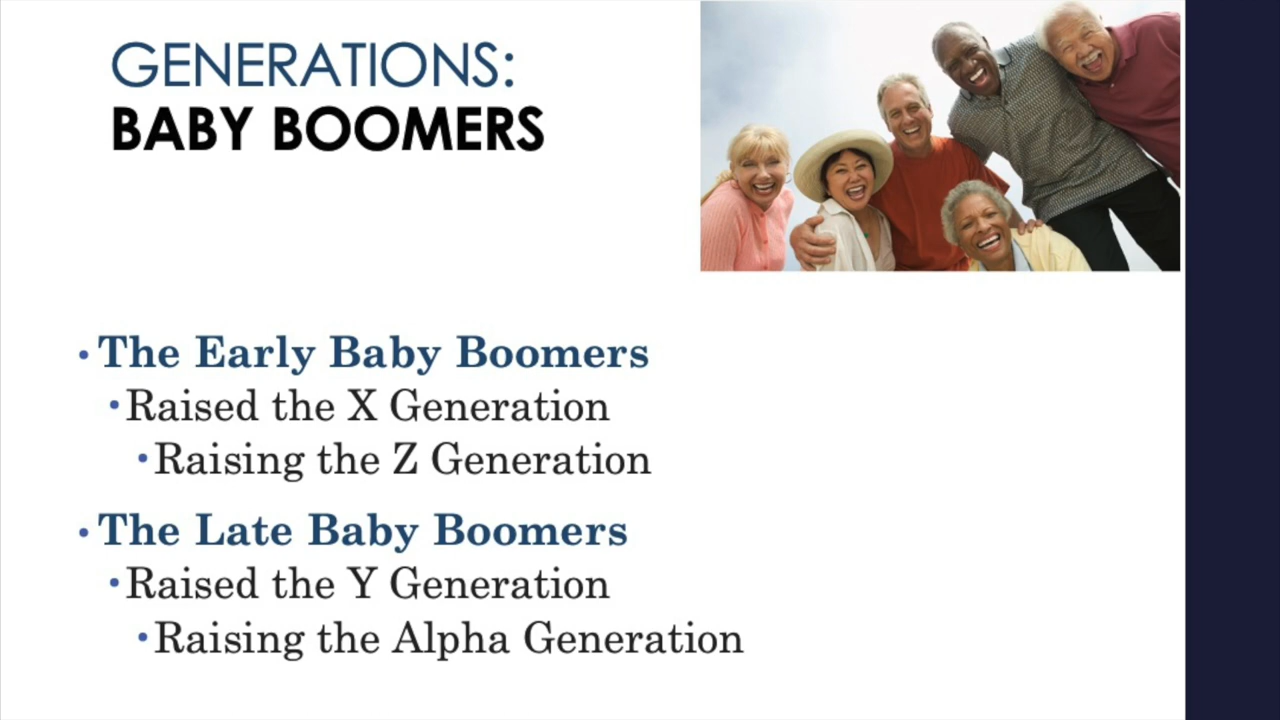 GENERATIONS:
BABY BOOMERS
• The Early Baby Boomers
• Raised the X Generation
• Raising the Z Generation
• The Late Baby Boomers
• Raised the Y Generation
• Raising the Alpha Generation